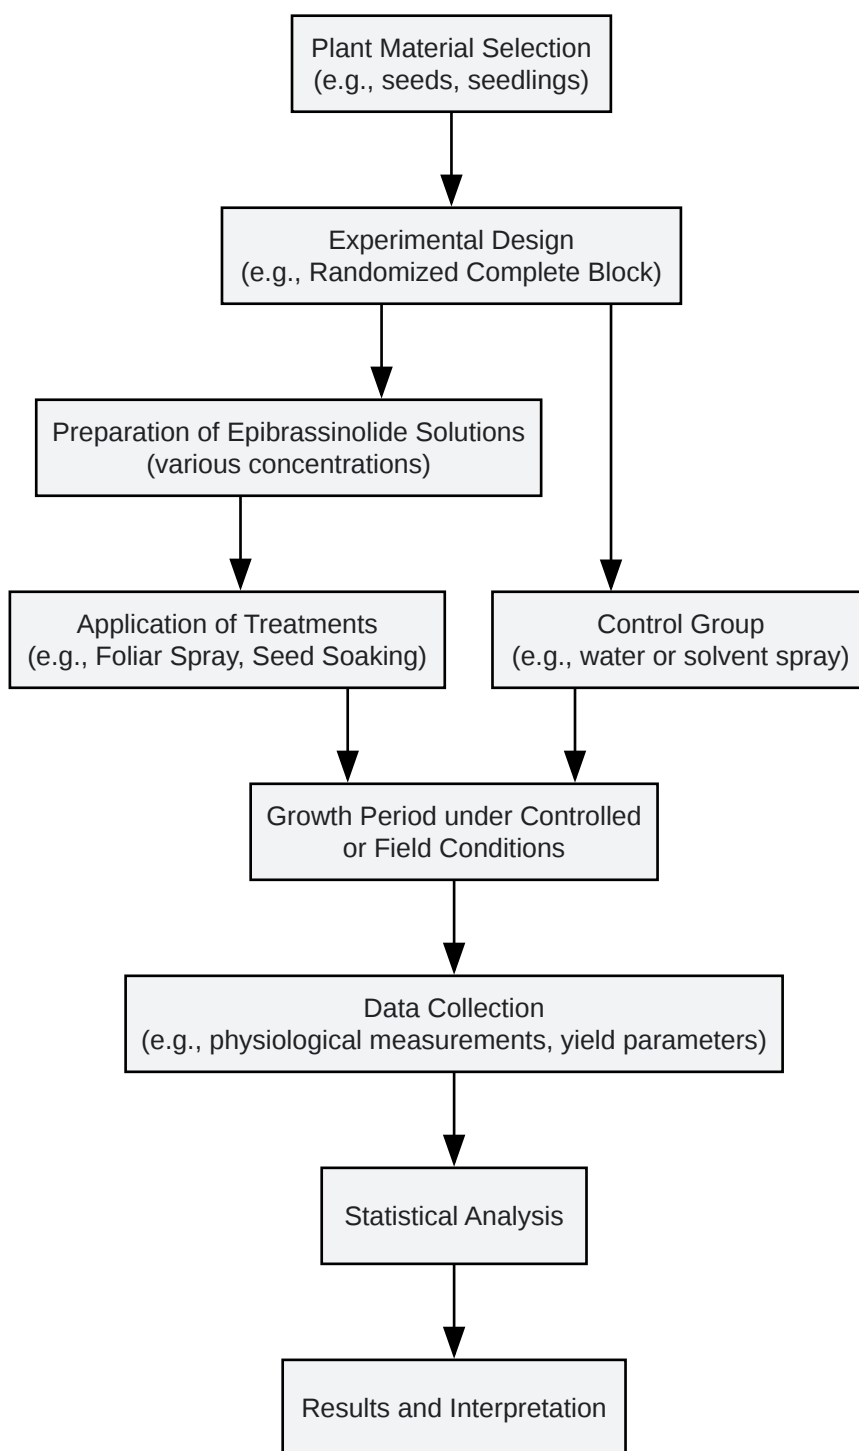 Plant Material Selection
(e.g., seeds, seedlings)
Experimental Design
(e.g., Randomized Complete Block)
Preparation of Epibrassinolide Solutions
(various concentrations)
Application of Treatments
(e.g., Foliar Spray, Seed Soaking)
Control Group
(e.g., water or solvent spray)
Growth Period under Controlled
or Field Conditions
Data Collection
(e.g., physiological measurements, yield parameters)
Statistical Analysis
Results and Interpretation